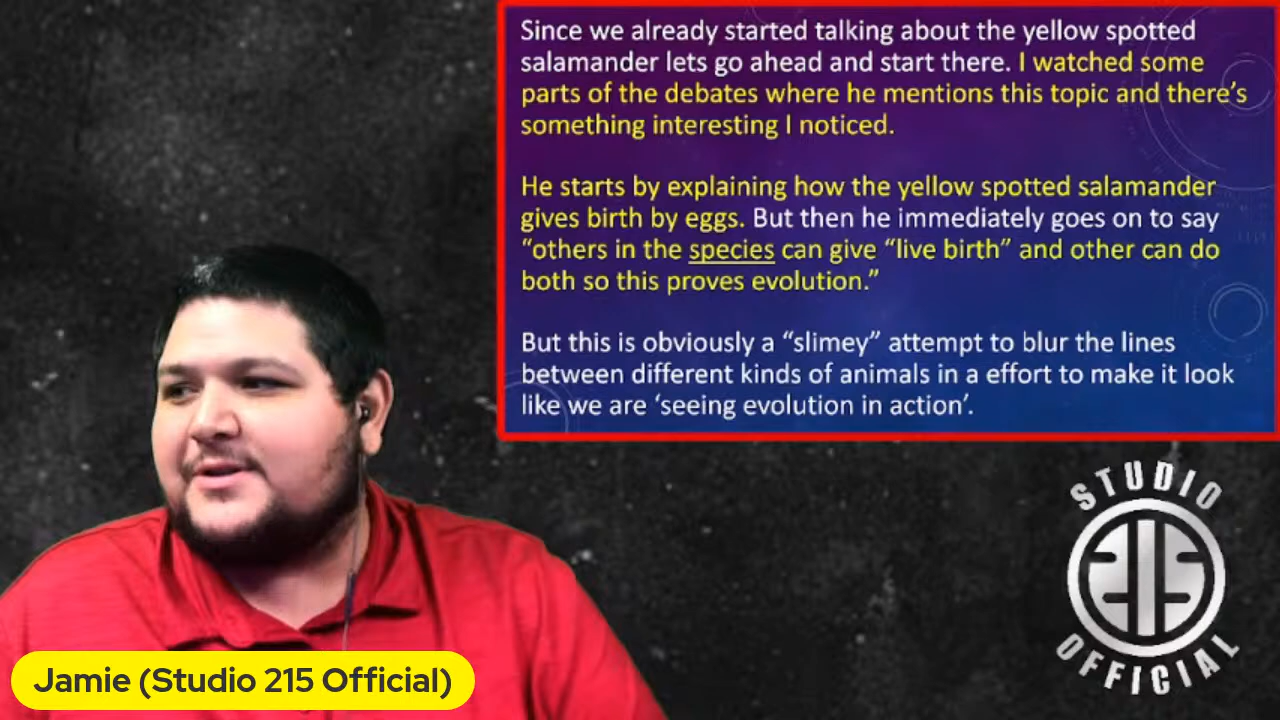 Since we already started talking about the yellow spotted
salamander lets go ahead and start there. I watched some
parts of the debates where he mentions this topic and there's
something interesting I noticed.
He starts by explaining how the yellow spotted salamander
gives birth by eggs. But then he immediately goes on to say
“others in the species can give “live birth” and other can do
both so this proves evolution.”
But this is obviously a “slimey” attempt to blur the lines
between different kinds of animals in a effort to make it look
like we are ‘seeing evolution in action’.
STUDIO
215
OFFICIAL
Jamie (Studio 215 Official)